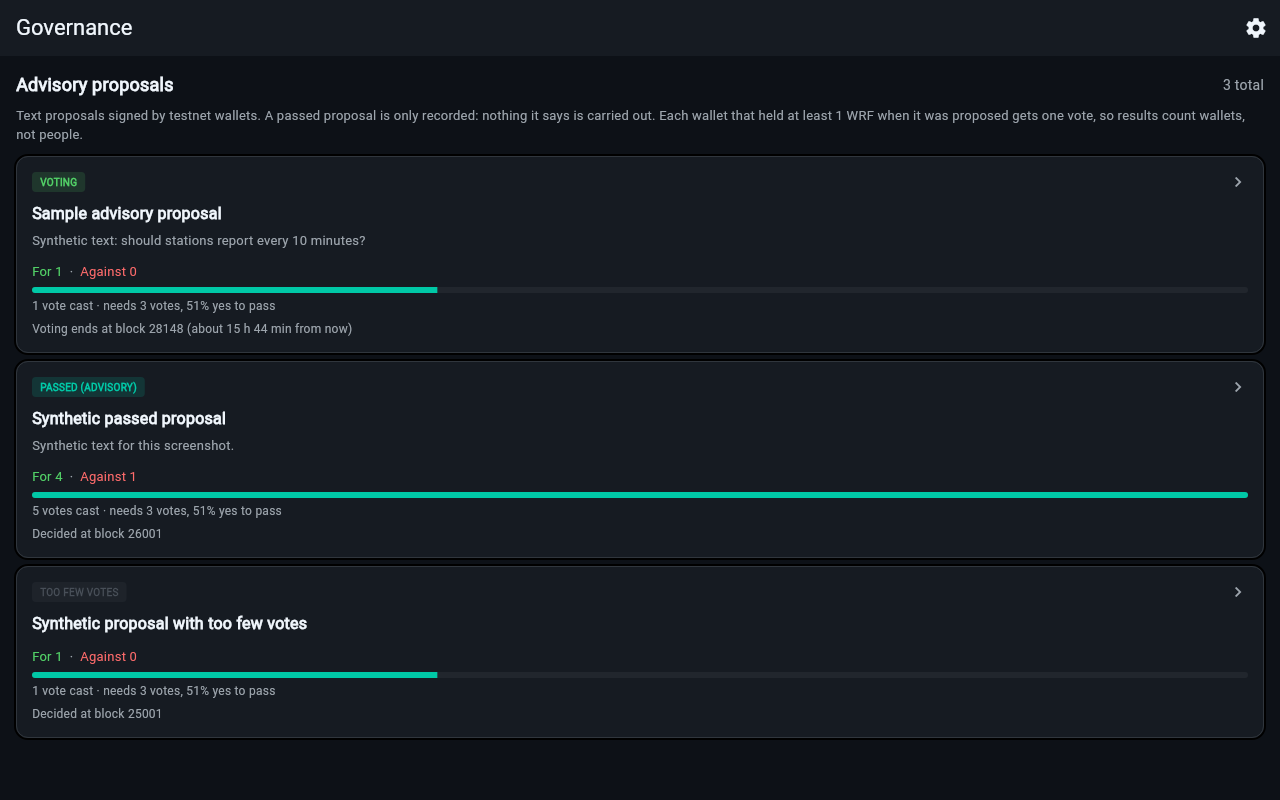 Governance
Advisory proposals
3 total
Text proposals signed by testnet wallets. A passed proposal is only recorded: nothing it says is carried out. Each wallet that held at least 1 WRF when it was proposed gets one vote, so results count wallets,
not people.
VOTING
Sample advisory proposal
Synthetic text: should stations report every 10 minutes?
For 1 · Against 0
1 vote cast · needs 3 votes, 51% yes to pass
Voting ends at block 28148 (about 15 h 44 min from now)
PASSED (ADVISORY)
Synthetic passed proposal
Synthetic text for this screenshot.
For 4 · Against 1
5 votes cast · needs 3 votes, 51% yes to pass
Decided at block 26001
TOO FEW VOTES
Synthetic proposal with too few votes
For 1 · Against 0
1 vote cast · needs 3 votes, 51% yes to pass
Decided at block 25001